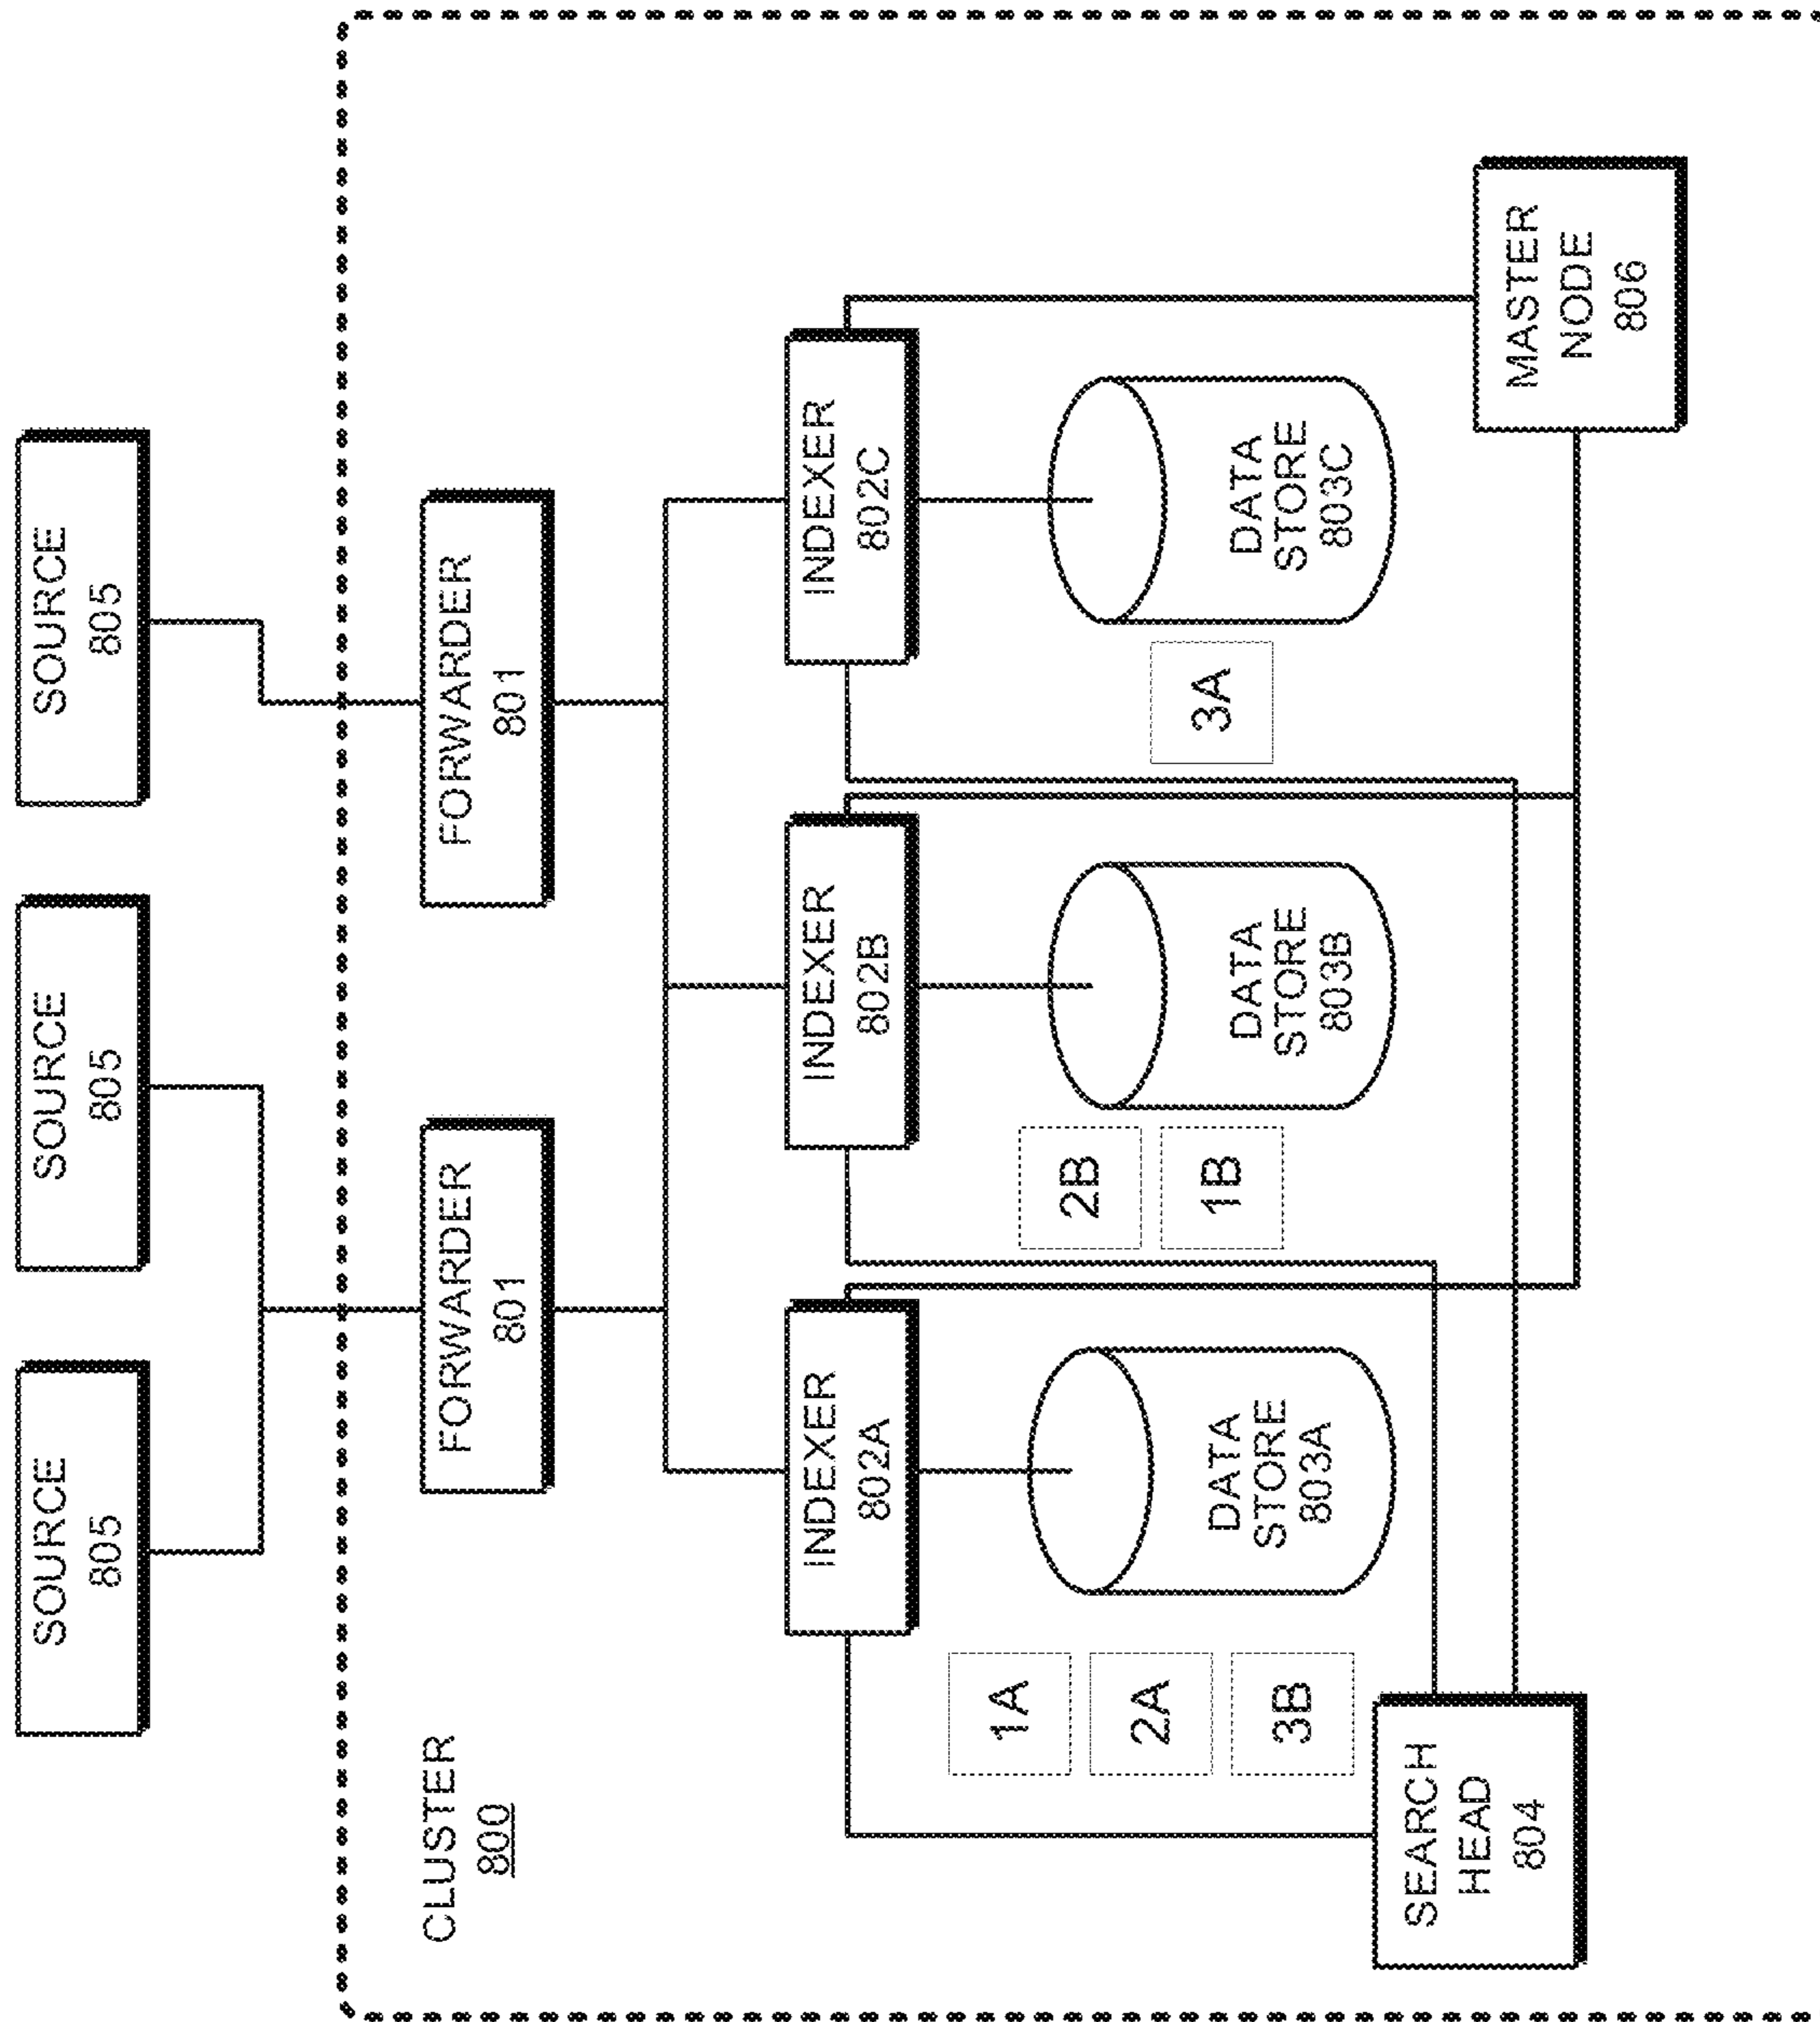 SOURCE
805
SOURCE
805
SOURCE
805
CLUSTER
800
FORWARDER
801
FORWARDER
801
INDEXER
802A
INDEXER
802B
INDEXER
802C
1A
2A
3B
DATA
STORE
803A
2B
1B
DATA
STORE
803B
3A
DATA
STORE
803C
SEARCH
HEAD
804
MASTER
NODE
806